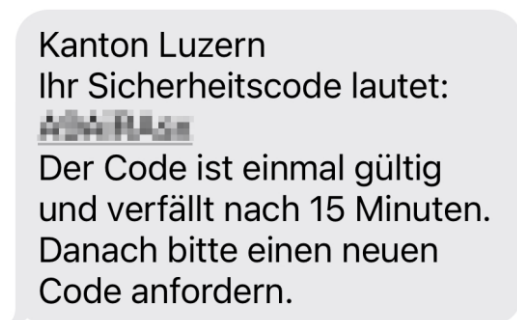 Kanton Luzern
Ihr Sicherheitscode lautet:
Der Code ist einmal gültig
und verfällt nach 15 Minuten.
Danach bitte einen neuen
Code anfordern.